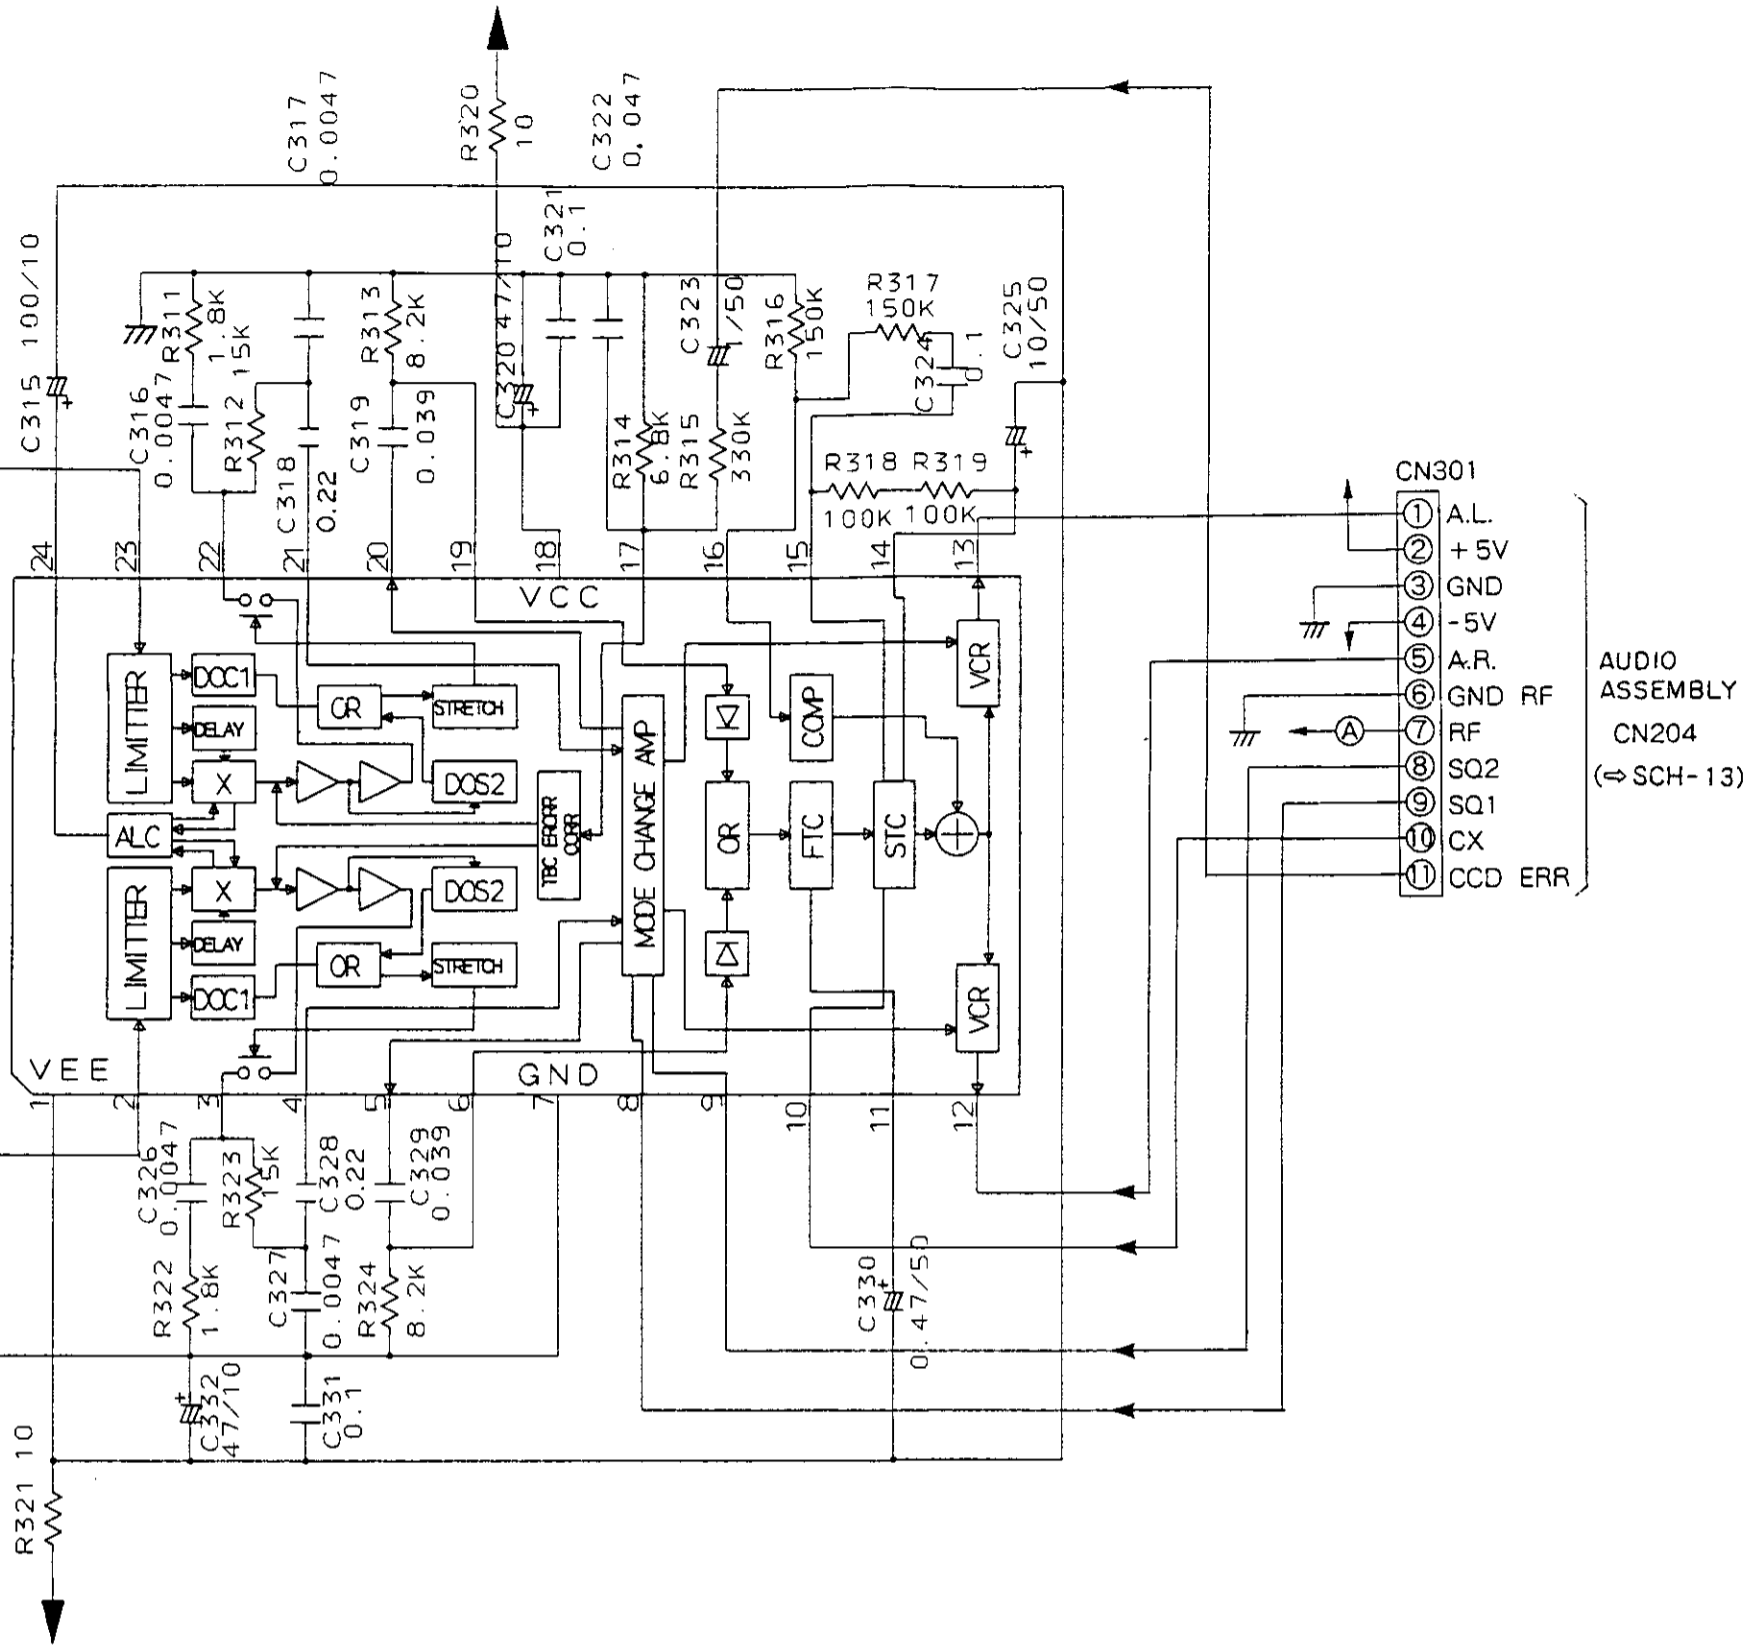 C317
0.0047
R320
10
C322
0.047
C321
0.1
C315 100/10
R311
1.8K
C316
0.0047
R312 15K
C318
0.22
R313
8.2K
C319
0.039
C320 47/10
R314
6.8K
C323
1/50
R315
330K
R316
150K
R317
150K
C324
0.1
C325
10/50
R318 R319
100K 100K
24 23 22 21 20 19 18 17 16 15 14 13
VCC
LIMITTER
DOC1
DELAY
X
ALC
OR
STRETCH
DOS2
TBC ERORR
CORR
MODE CHANGE AMP
COMP
OR
FTC
STC
VCR
LIMITTER
X
DELAY
DOC1
DOS2
OR
STRETCH
VCR
VEE
GND
1 2 3 4 5 6 7 8 9 10 11 12
C326
0.0047
R323
15K
C328
0.22
C329
0.039
R322
1.8K
C327
0.0047
R324
8.2K
C330
0.47/50
C332
47/10
C331
0.1
R321 10
CN301
1 A.L.
2 +5V
3 GND
4 -5V
5 A.R.
6 GND RF
A 7 RF
8 SQ2
9 SQ1
10 CX
11 CCD ERR
AUDIO
ASSEMBLY
CN204
(⇨SCH-13)